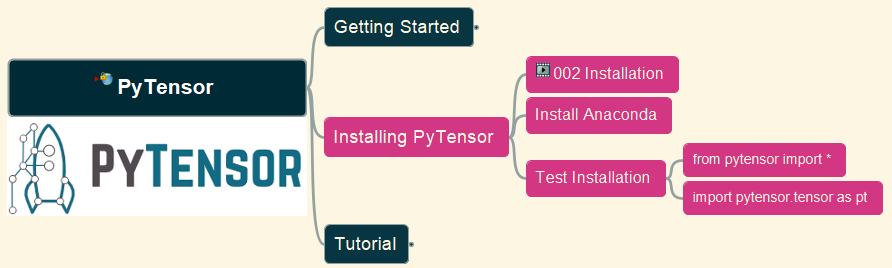 PyTensor
PYTENSOR
Getting Started
Installing PyTensor
002 Installation
Install Anaconda
Test Installation
from pytensor import *
import pytensor.tensor as pt
Tutorial